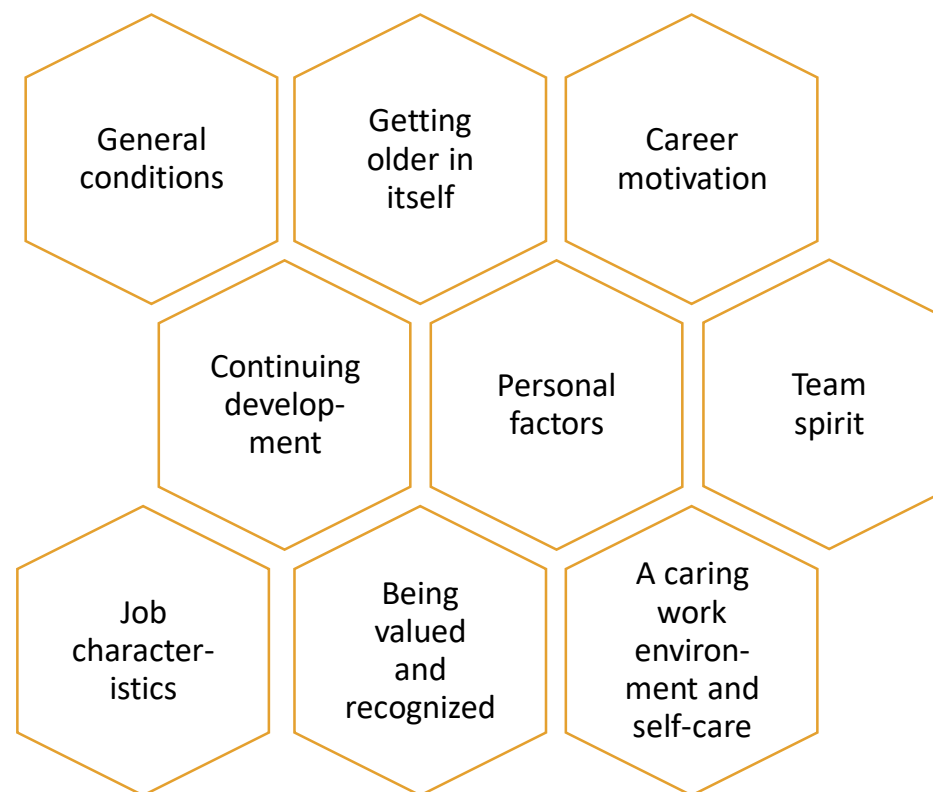 General
conditions
Getting
older in
itself
Career
motivation
Continuing
develop-
ment
Personal
factors
Team
spirit
Job
character-
istics
Being
valued
and
recognized
A caring
work
environ-
ment and
self-care